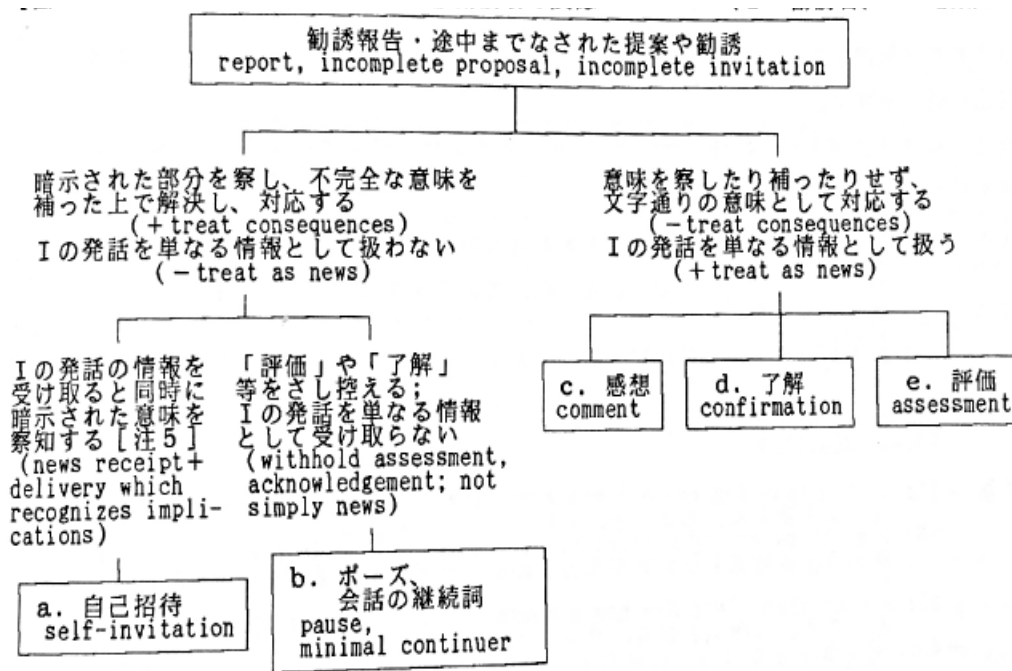 勧誘報告・途中までなされた提案や勧誘
report, incomplete proposal, incomplete invitation
暗示された部分を察し、不完全な意味を
補った上で解決し、対応する
(+treat consequences)
Iの発話を単なる情報として扱わない
(−treat as news)
意味を察したり補ったりせず、
文字通りの意味として対応する
(−treat consequences)
Iの発話を単なる情報として扱う
(+treat as news)
Iの発話の情報を
受け取ると同時に
暗示された意味を
察知する[注5]
(news receipt+
delivery which
recognizes impli-
cations)
「評価」や「了解」
等をさし控える;
Iの発話を単なる情報
として受け取らない
(withhold assessment,
acknowledgement; not
simply news)
c. 感想
comment
d. 了解
confirmation
e. 評価
assessment
a. 自己招待
self-invitation
b. ポーズ、
会話の継続詞
pause,
minimal continuer